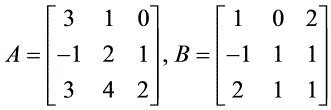 A = [3 1 0; -1 2 1; 3 4 2], B = [1 0 2; -1 1 1; 2 1 1]